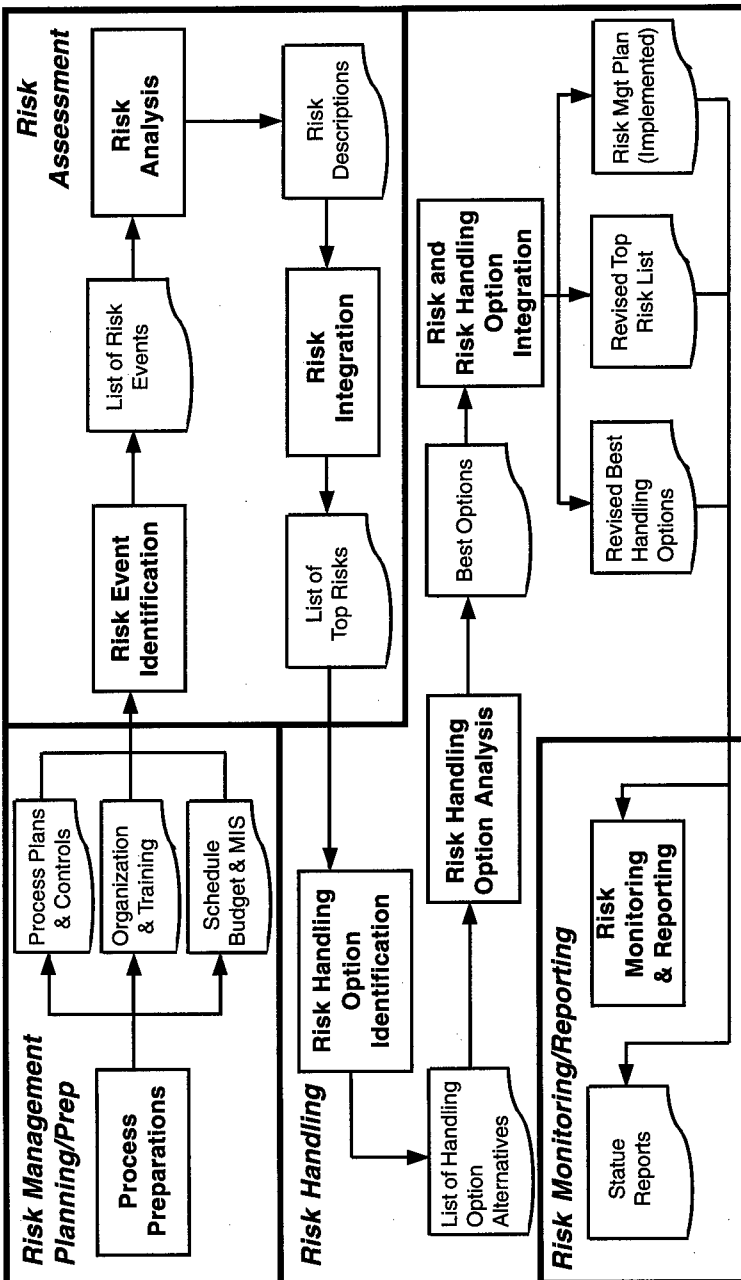 Risk Management
Planning/Prep
Process
Preparations
Process Plans
& Controls
Organization
& Training
Schedule
Budget & MIS
Risk
Assessment
Risk Event
Identification
List of Risk
Events
Risk
Analysis
Risk
Descriptions
Risk
Integration
List of
Top Risks
Risk Handling
Risk Handling
Option
Identification
List of Handling
Option
Alternatives
Risk Handling
Option Analysis
Best Options
Risk and
Risk Handling
Option
Integration
Revised Best
Handling
Options
Revised Top
Risk List
Risk Mgt Plan
(Implemented)
Risk Monitoring/Reporting
Risk
Monitoring
& Reporting
Statue
Reports